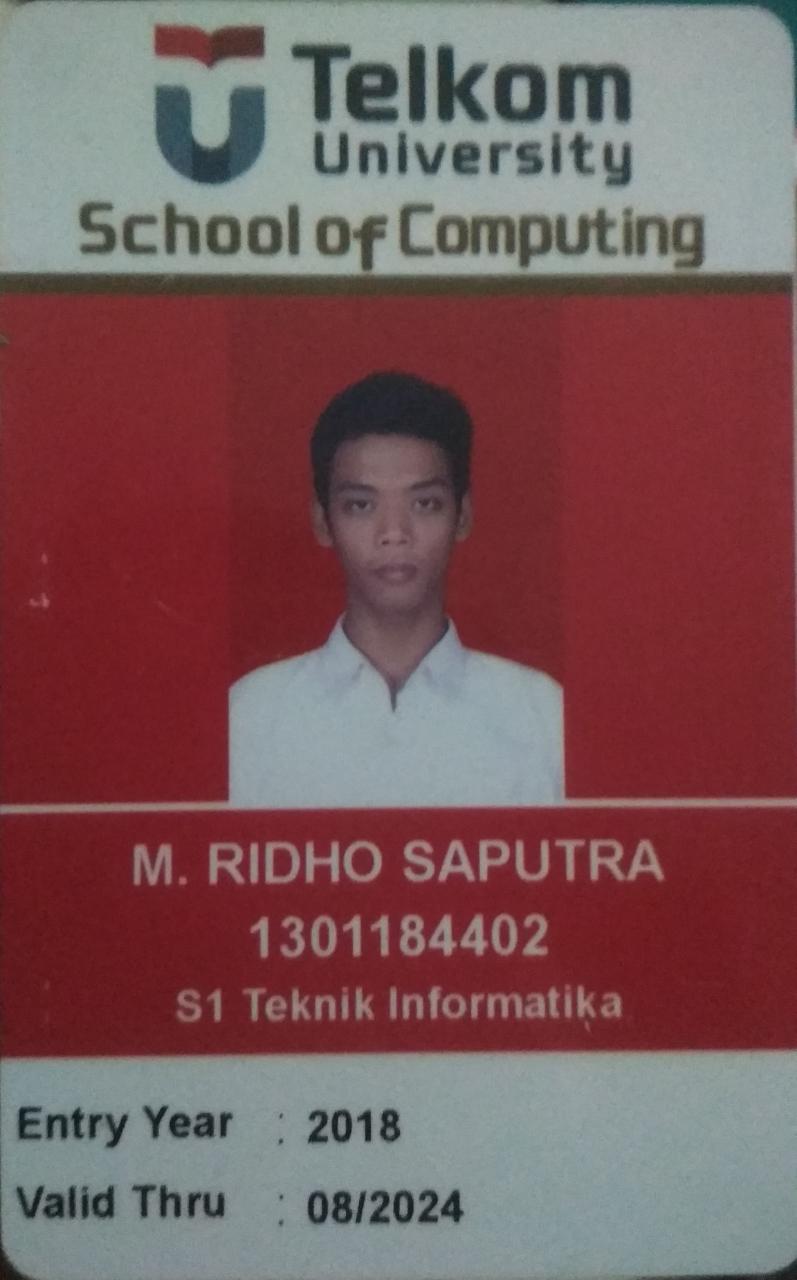 Telkom
University
School of Computing
M. RIDHO SAPUTRA
1301184402
S1 Teknik Informatika
Entry Year : 2018
Valid Thru : 08/2024